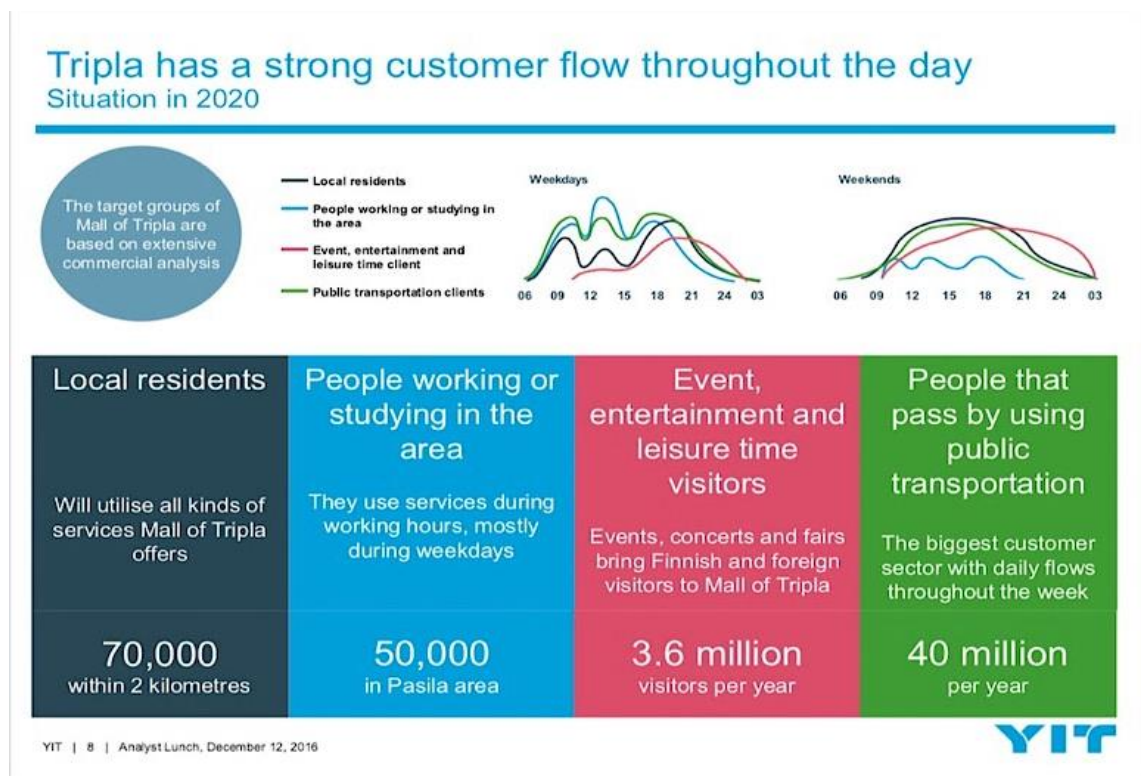 Tripla has a strong customer flow throughout the day
Situation in 2020
The target groups of
Mall of Tripla are
based on extensive
commercial analysis
Local residents
People working or studying in
the area
Event, entertainment and
leisure time client
Public transportation clients
Weekdays
06 09 12 15 18 21 24 03
Weekends
06 09 12 15 18 21 24 03
Local residents
Will utilise all kinds of
services Mall of Tripla
offers
70,000
within 2 kilometres
People working or
studying in the
area
They use services during
working hours, mostly
during weekdays
50,000
in Pasila area
Event,
entertainment and
leisure time
visitors
Events, concerts and fairs
bring Finnish and foreign
visitors to Mall of Tripla
3.6 million
visitors per year
People that
pass by using
public
transportation
The biggest customer
sector with daily flows
throughout the week
40 million
per year
YIT | 8 | Analyst Lunch, December 12, 2016
YIT